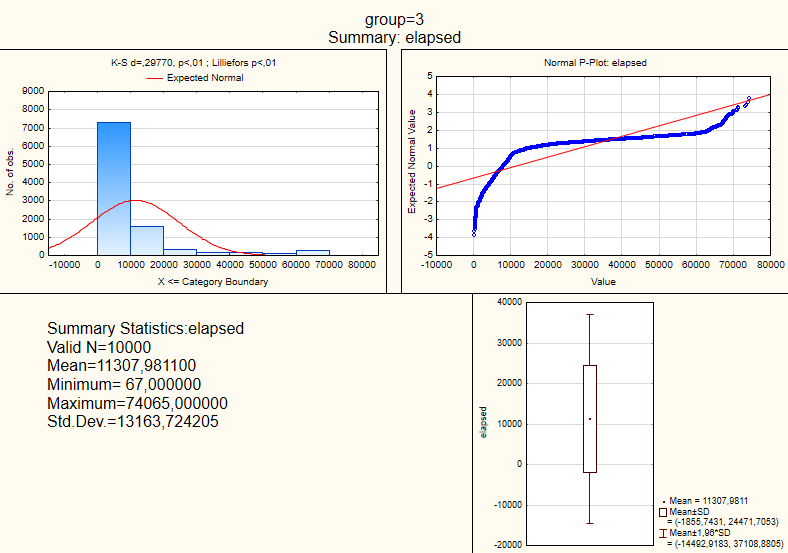 group=3
Summary: elapsed
K-S d=,29770, p<,01 ; Lilliefors p<,01
Expected Normal
9000
8000
7000
6000
5000
4000
3000
2000
1000
0
No. of obs.
-10000 0 10000 20000 30000 40000 50000 60000 70000 80000
X <= Category Boundary
Normal P-Plot: elapsed
5
4
3
2
1
0
-1
-2
-3
-4
-5
Expected Normal Value
-10000 0 10000 20000 30000 40000 50000 60000 70000 80000
Value
Summary Statistics:elapsed
Valid N=10000
Mean=11307,981100
Minimum= 67,000000
Maximum=74065,000000
Std.Dev.=13163,724205
40000
30000
20000
10000
0
-10000
-20000
elapsed
Mean = 11307,9811
Mean±SD
= (-1855,7431, 24471,7053)
Mean±1,96*SD
= (-14492,9183, 37108,8805)